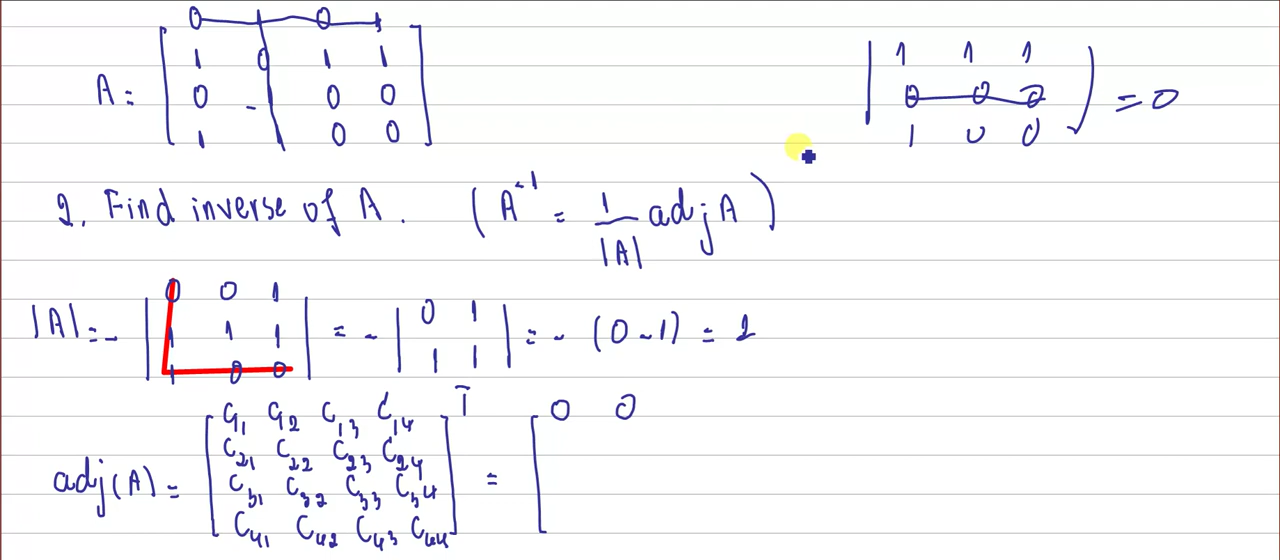 A = [ 0 1 0 1
1 0 1 1
0 - 1 0 0
1 1 0 0 ]
| 1 1 1
0 0 0
1 0 0 | = 0
2. Find inverse of A. ( A⁻¹ = 1/|A| adj A )
|A| = - | 0 0 1
1 1 1
1 0 0 | = - | 0 1
1 1 | = - (0 - 1) = 1
adj(A) = [ C11 C12 C13 C14
C21 C22 C23 C24
C31 C32 C33 C34
C41 C42 C43 C44 ]ᵀ = [ 0 0